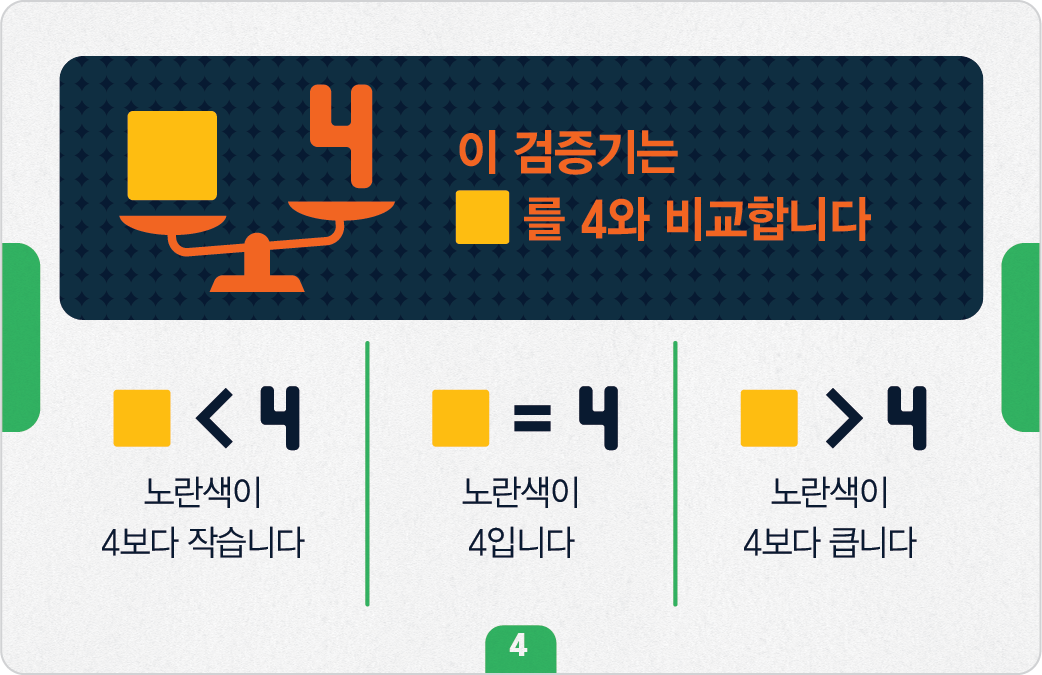 4
이 검증기는
를 4와 비교합니다
< 4
= 4
> 4
노란색이
4보다 작습니다
노란색이
4입니다
노란색이
4보다 큽니다
4